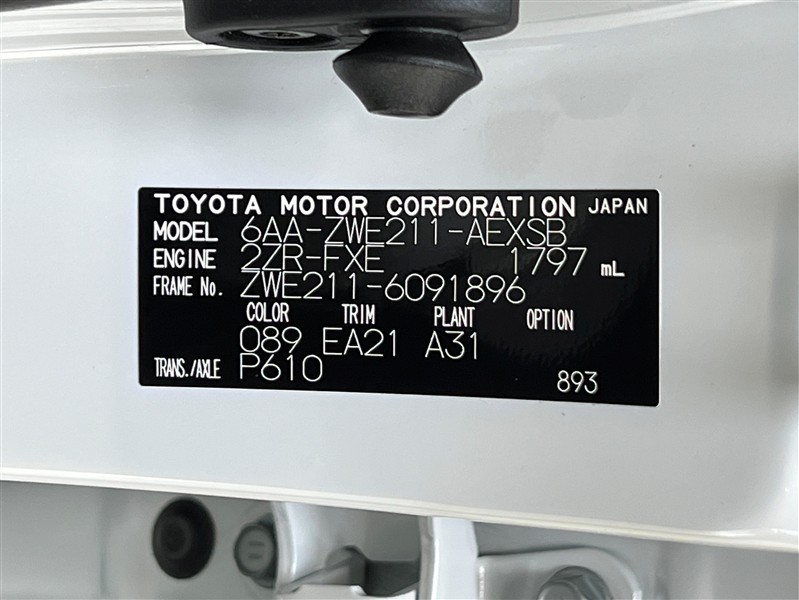 TOYOTA MOTOR CORPORATION JAPAN
MODEL 6AA-ZWE211-AEXSB
ENGINE 2ZR-FXE 1797 mL
FRAME No. ZWE211-6091896
COLOR TRIM PLANT OPTION
089 EA21 A31
TRANS./AXLE P610
893